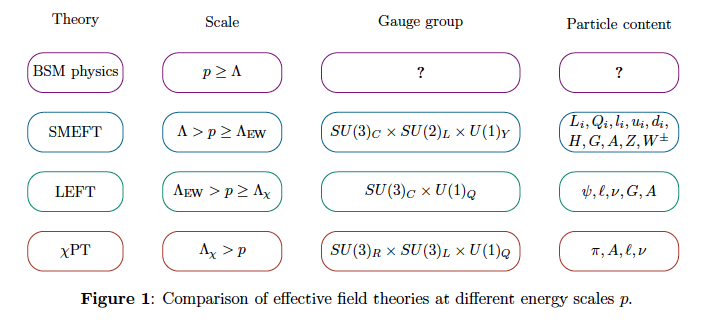 Theory Scale Gauge group Particle content
BSM physics p ≥ Λ ? ?
SMEFT Λ > p ≥ Λ_EW SU(3)_C × SU(2)_L × U(1)_Y L_i, Q_i, l_i, u_i, d_i,
H, G, A, Z, W^±
LEFT Λ_EW > p ≥ Λ_χ SU(3)_C × U(1)_Q ψ, ℓ, ν, G, A
χPT Λ_χ > p SU(3)_R × SU(3)_L × U(1)_Q π, A, ℓ, ν
Figure 1: Comparison of effective field theories at different energy scales p.